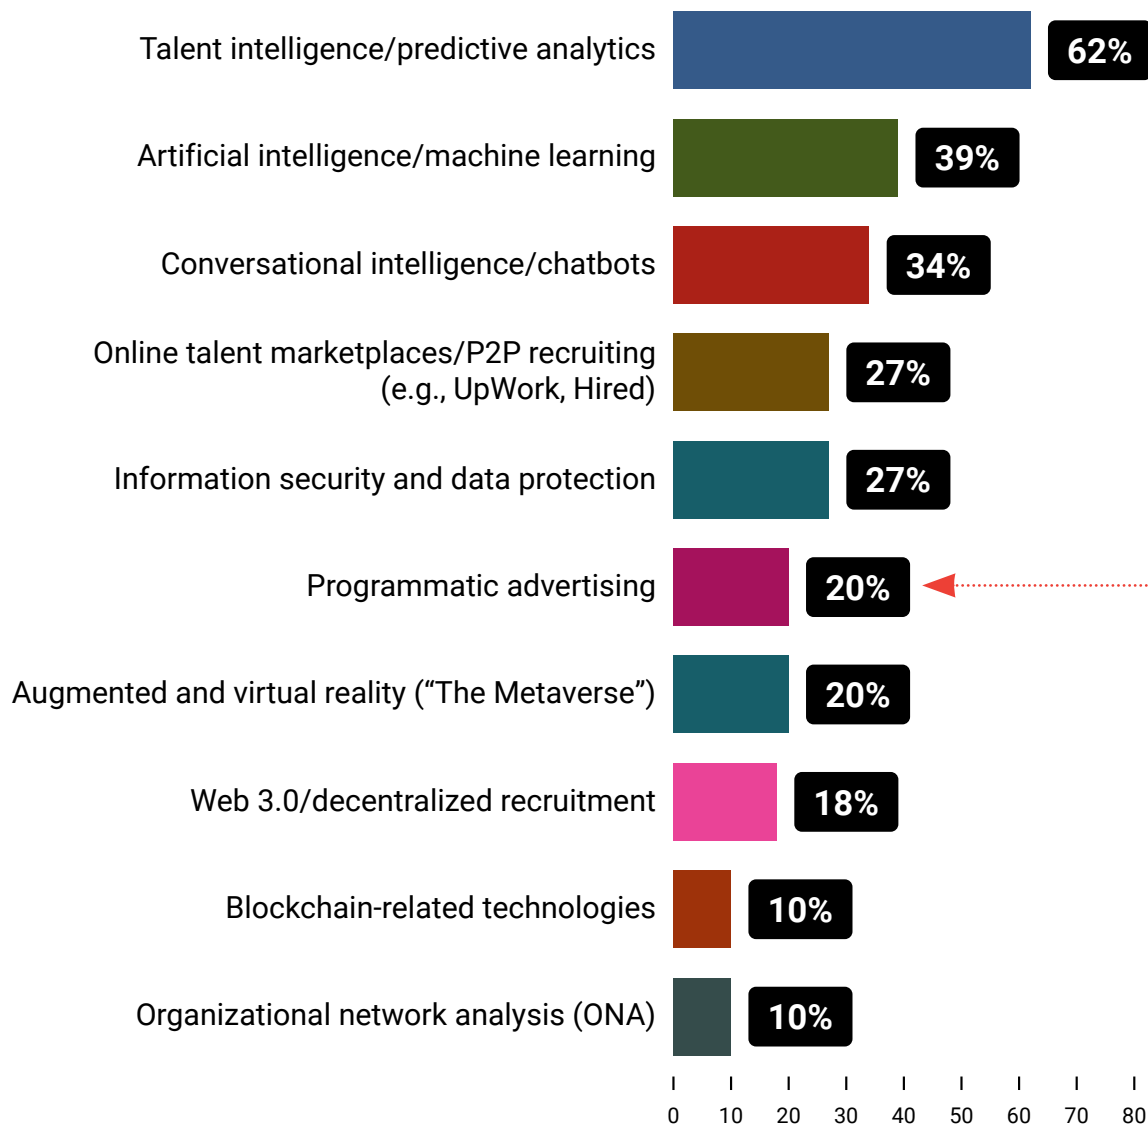 Talent intelligence/predictive analytics
62%
Artificial intelligence/machine learning
39%
Conversational intelligence/chatbots
34%
Online talent marketplaces/P2P recruiting
(e.g., UpWork, Hired)
27%
Information security and data protection
27%
Programmatic advertising
20%
Augmented and virtual reality (“The Metaverse”)
20%
Web 3.0/decentralized recruitment
18%
Blockchain-related technologies
10%
Organizational network analysis (ONA)
10%
0 10 20 30 40 50 60 70 80